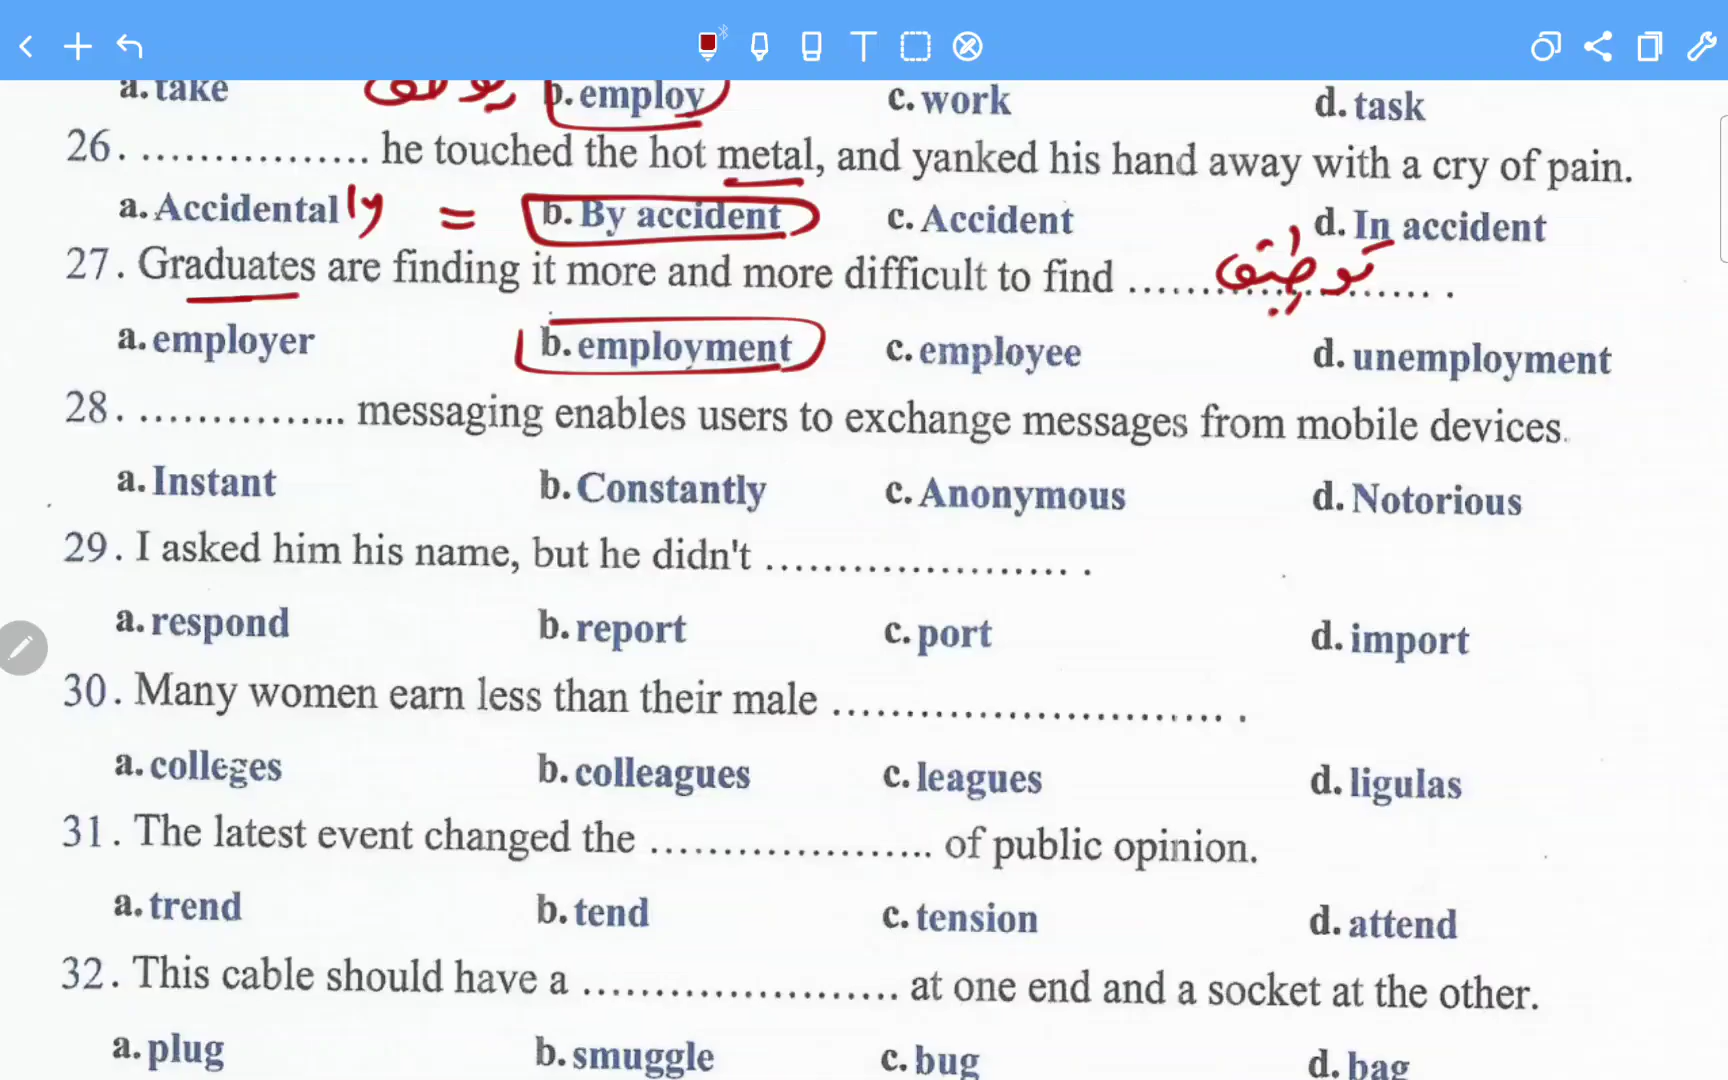 a. take يوظف b. employ c. work d. task
26. ................ he touched the hot metal, and yanked his hand away with a cry of pain.
a. Accidental ly = b. By accident c. Accident d. In accident
27. Graduates are finding it more and more difficult to find ...................... . توظيف
a. employer b. employment c. employee d. unemployment
28. ............... messaging enables users to exchange messages from mobile devices.
a. Instant b. Constantly c. Anonymous d. Notorious
29. I asked him his name, but he didn't ..................... .
a. respond b. report c. port d. import
30. Many women earn less than their male ........................... .
a. colleges b. colleagues c. leagues d. ligulas
31. The latest event changed the .................... of public opinion.
a. trend b. tend c. tension d. attend
32. This cable should have a ...................... at one end and a socket at the other.
a. plug b. smuggle c. bug d. bag